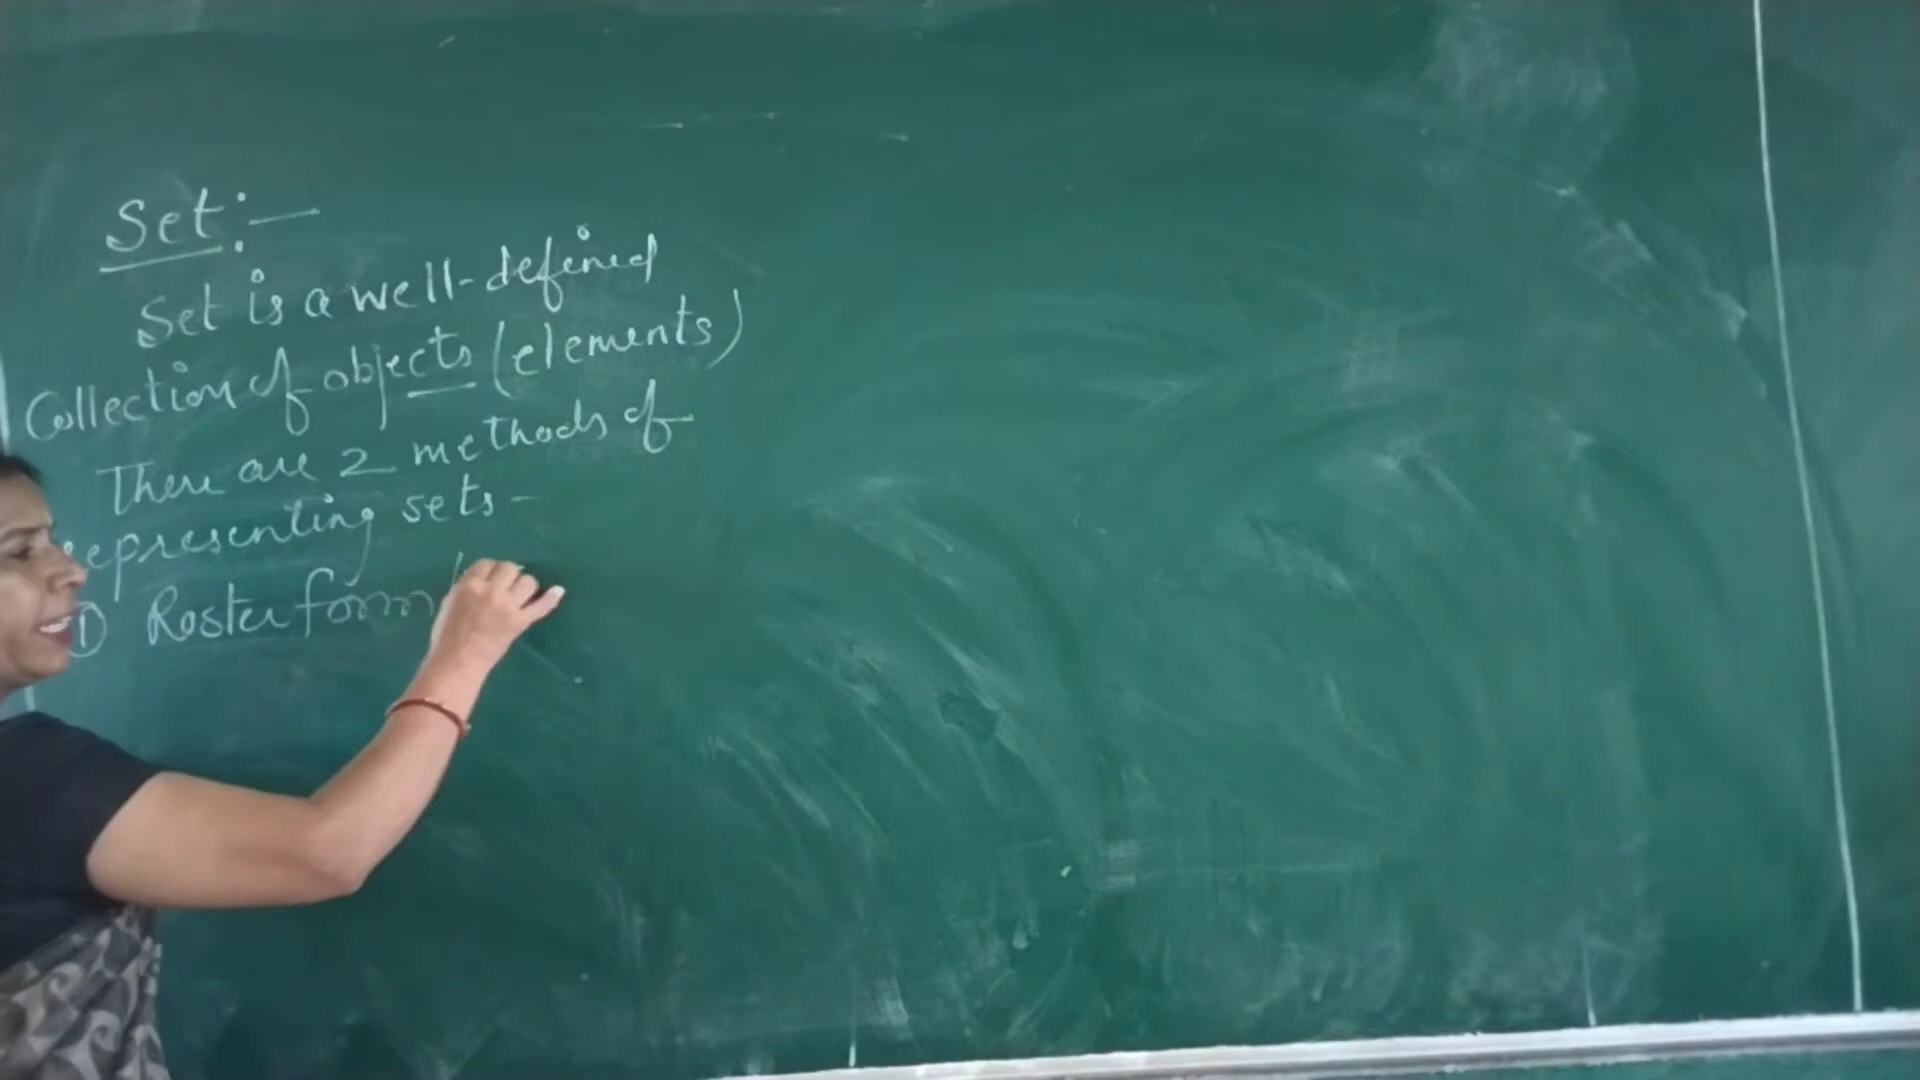 Set:-
Set is a well-defined
Collection of objects (elements)
There are 2 methods of
representing sets -
① Roster form